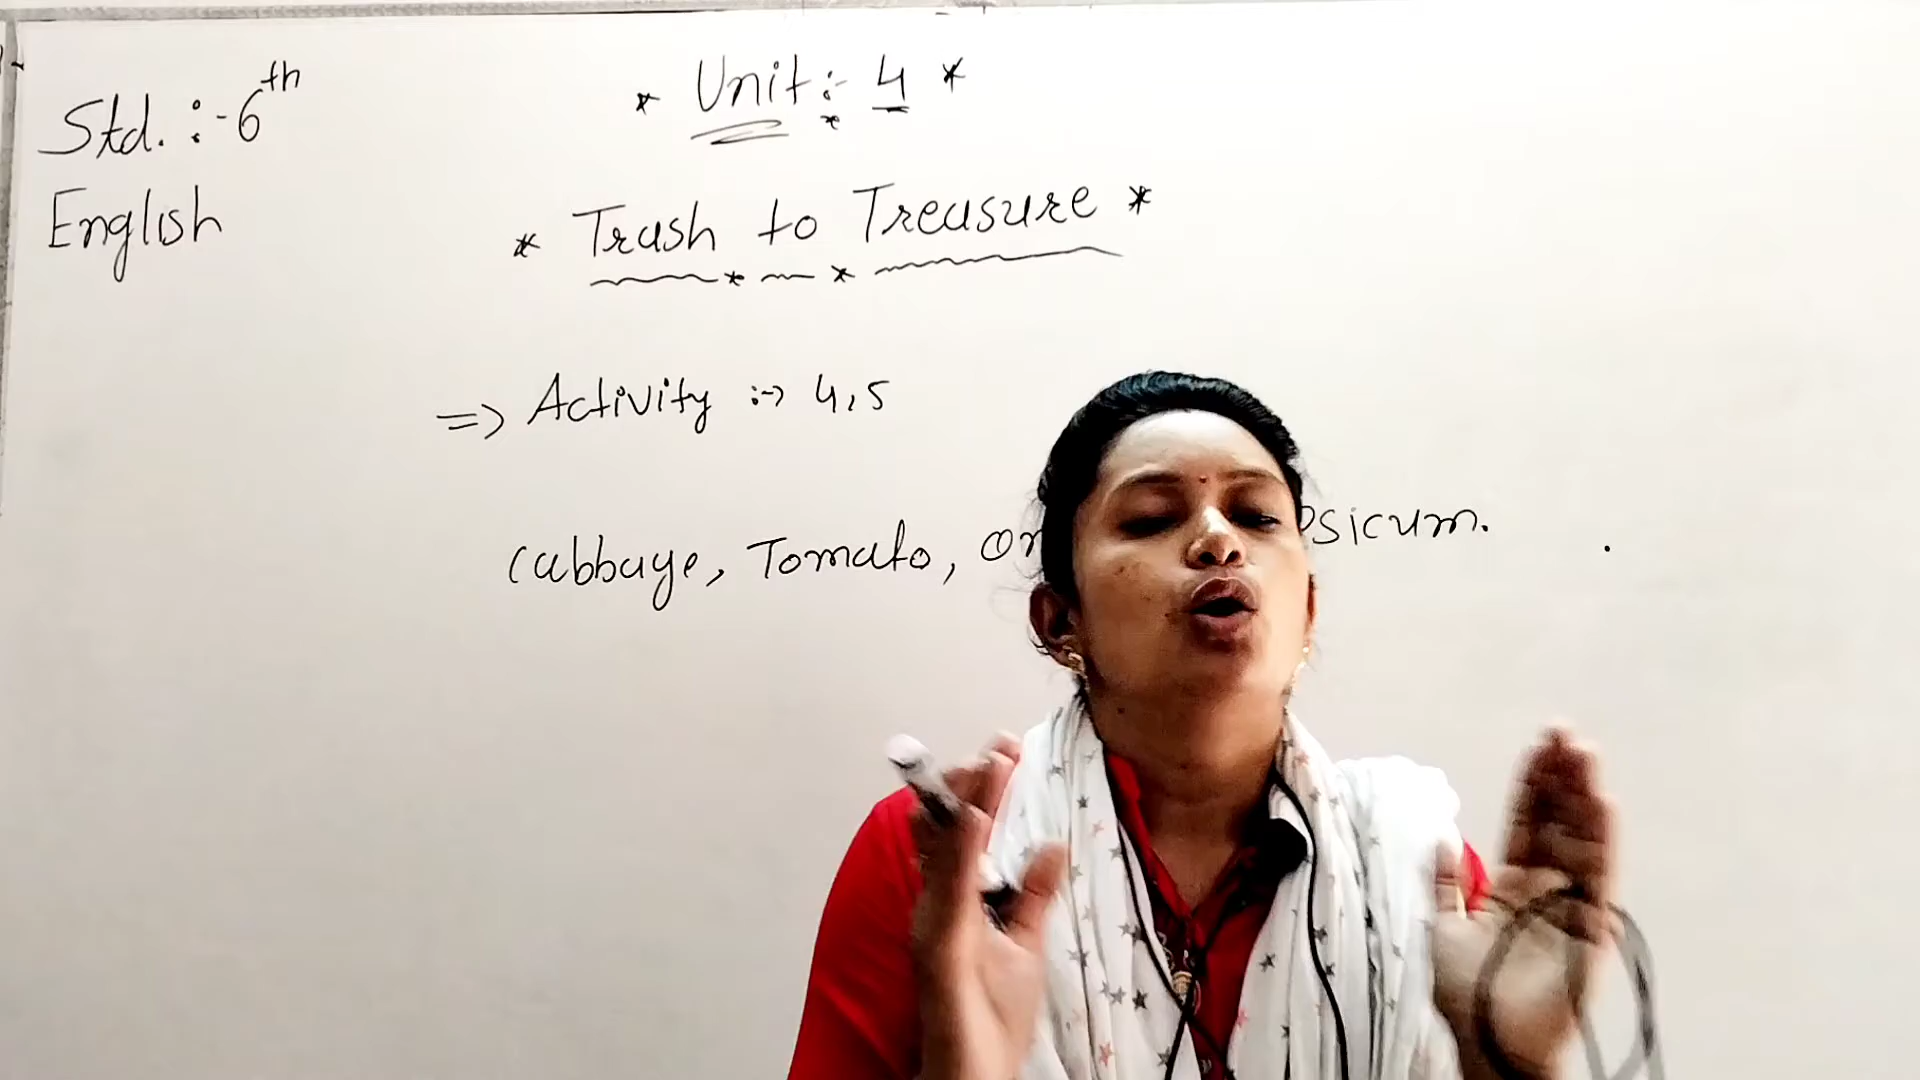 Std. :- 6th
English
* Unit :- 4 *
* Trash to Treasure *
=> Activity :-> 4,5
Cabbage, Tomato,